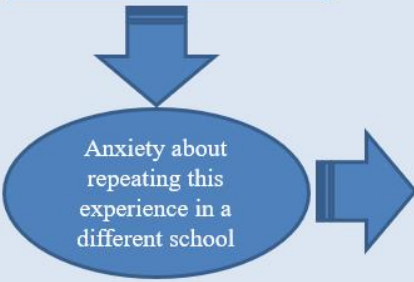 Anxiety about
repeating this
experience in a
different school